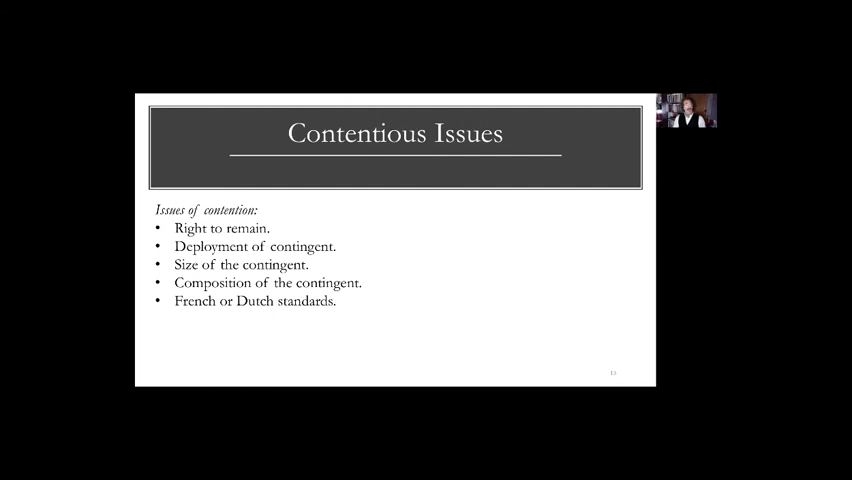 Contentious Issues
Issues of contention:
• Right to remain.
• Deployment of contingent.
• Size of the contingent.
• Composition of the contingent.
• French or Dutch standards.